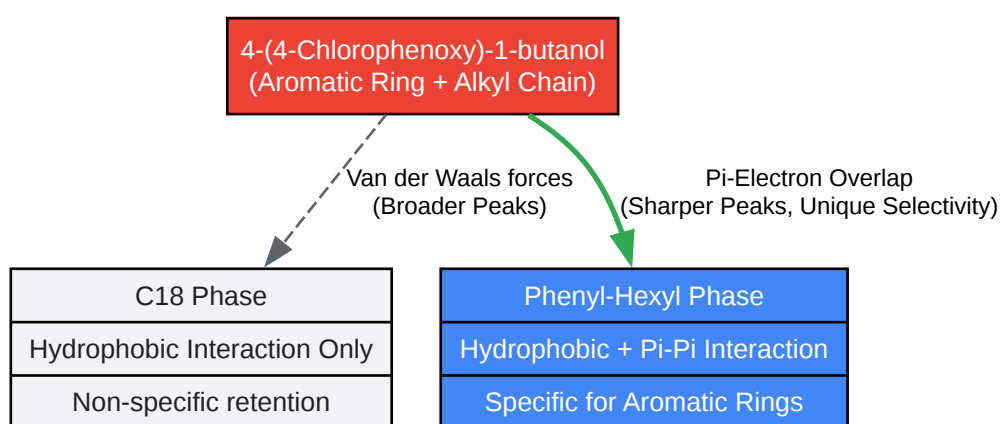 4-(4-Chlorophenoxy)-1-butanol
(Aromatic Ring + Alkyl Chain)
Van der Waals forces
(Broader Peaks)
Pi-Electron Overlap
(Sharper Peaks, Unique Selectivity)
C18 Phase
Hydrophobic Interaction Only
Non-specific retention
Phenyl-Hexyl Phase
Hydrophobic + Pi-Pi Interaction
Specific for Aromatic Rings